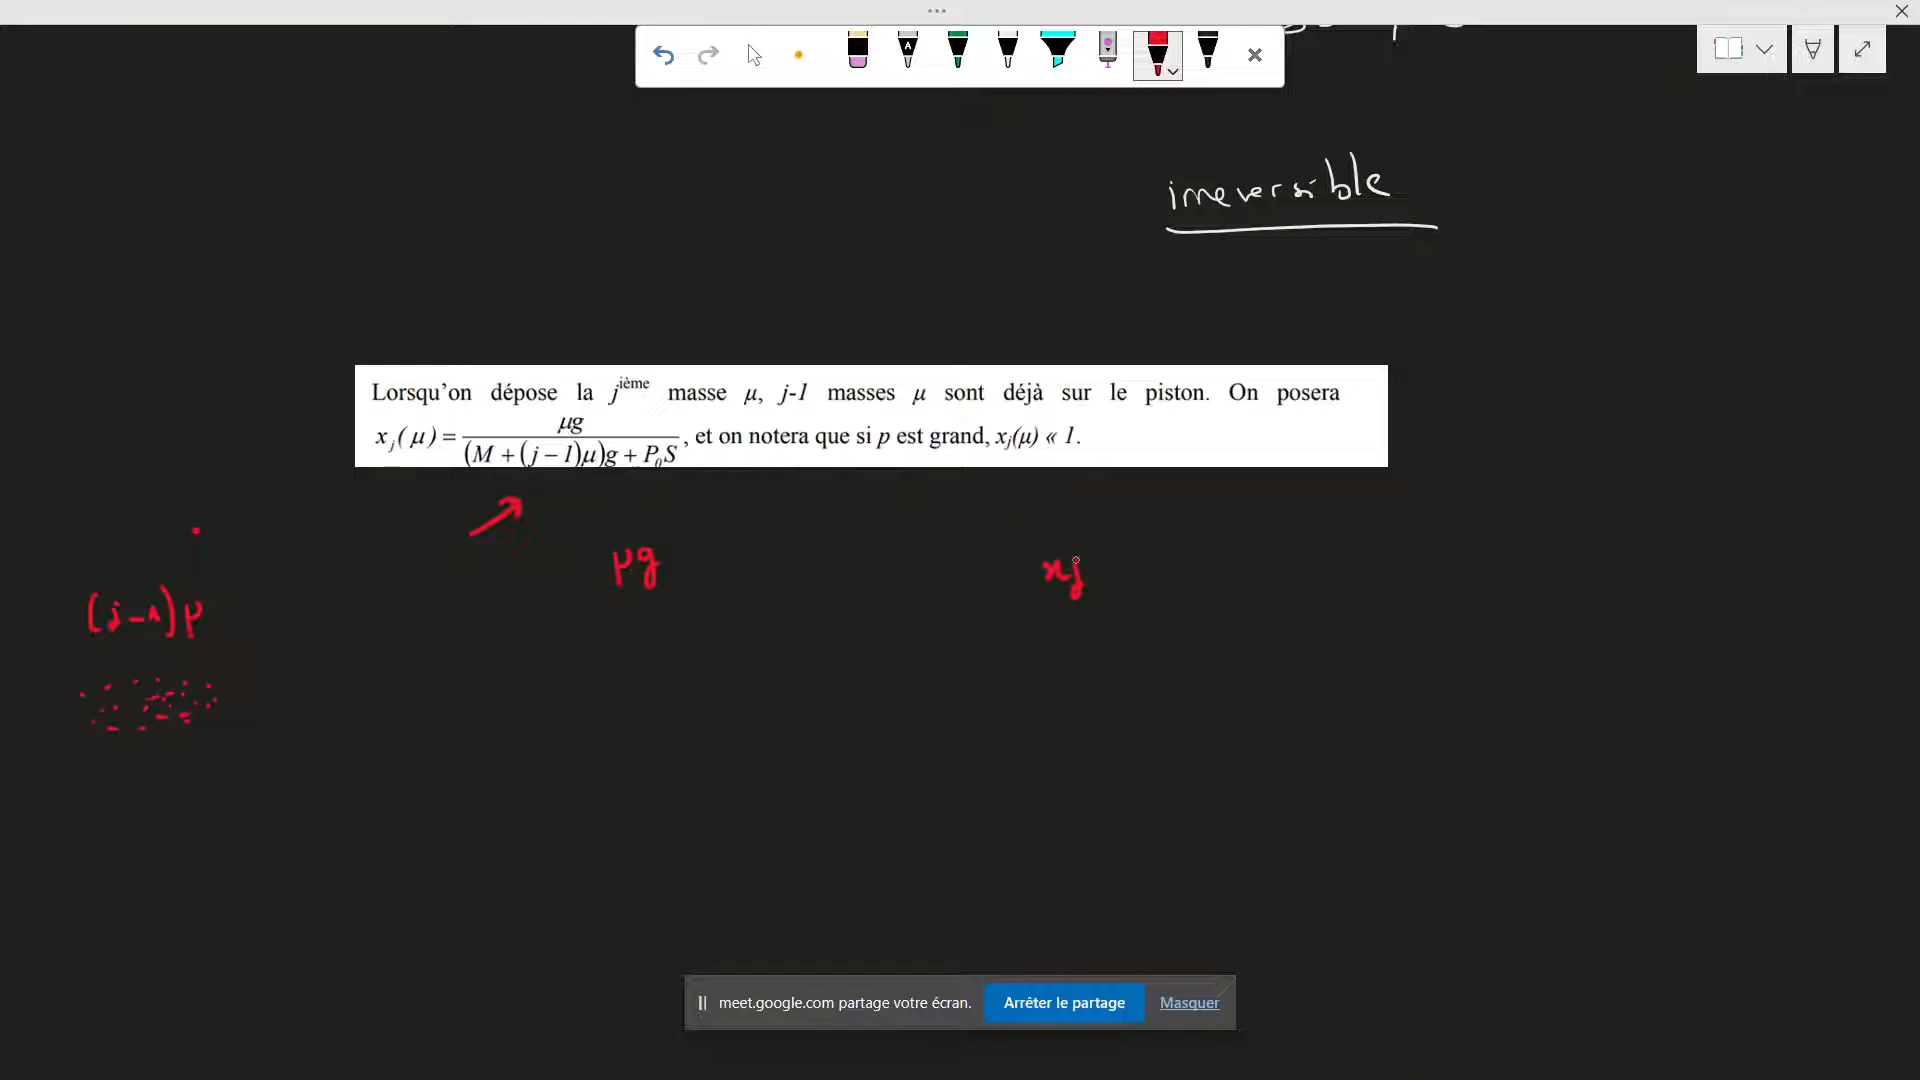 irreversible
Lorsqu'on dépose la j^ième masse μ, j-1 masses μ sont déjà sur le piston. On posera
x_j(μ) = μg / ((M + (j - 1)μ)g + P_0S), et on notera que si p est grand, x_j(μ) « 1.
μg
xj
(j-1)μ
meet.google.com partage votre écran. Arrêter le partage Masquer